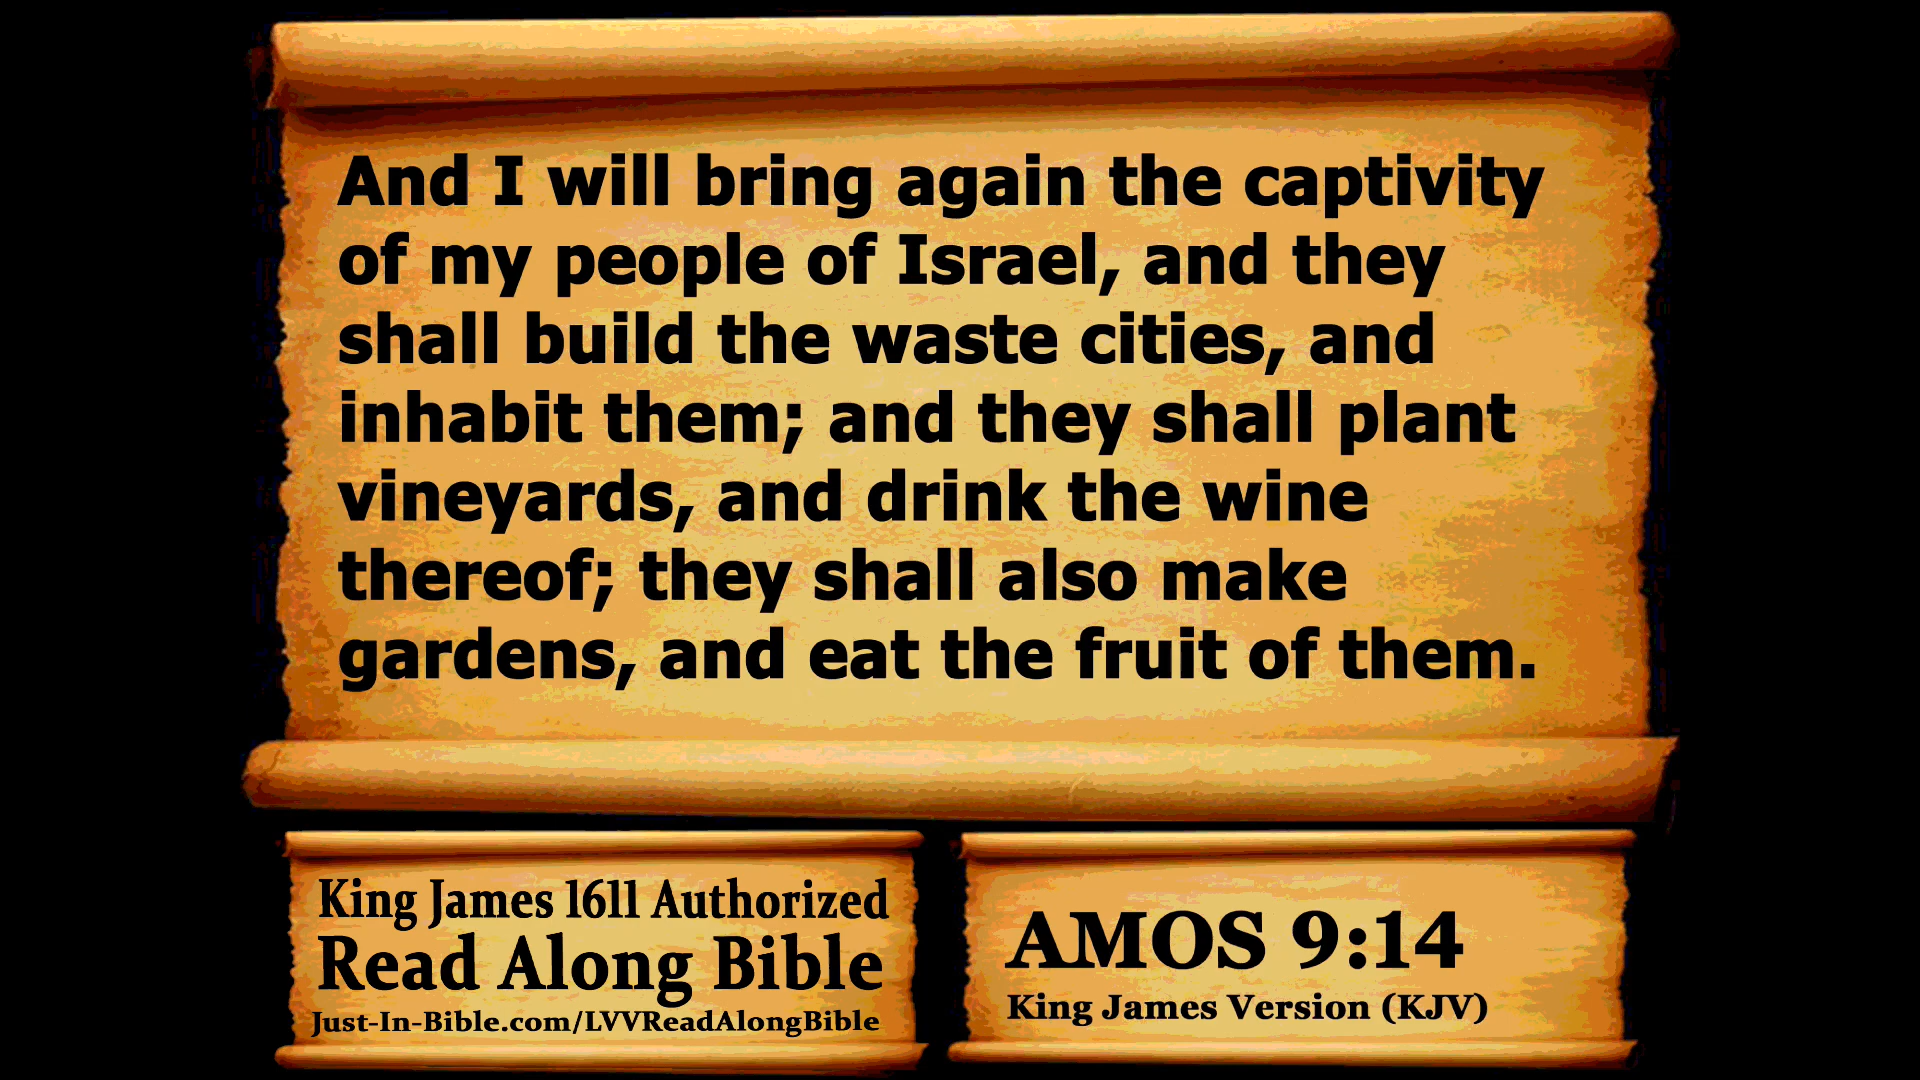 And I will bring again the captivity
of my people of Israel, and they
shall build the waste cities, and
inhabit them; and they shall plant
vineyards, and drink the wine
thereof; they shall also make
gardens, and eat the fruit of them.
King James 1611 Authorized
Read Along Bible
Just-In-Bible.com/LVVReadAlongBible
AMOS 9:14
King James Version (KJV)